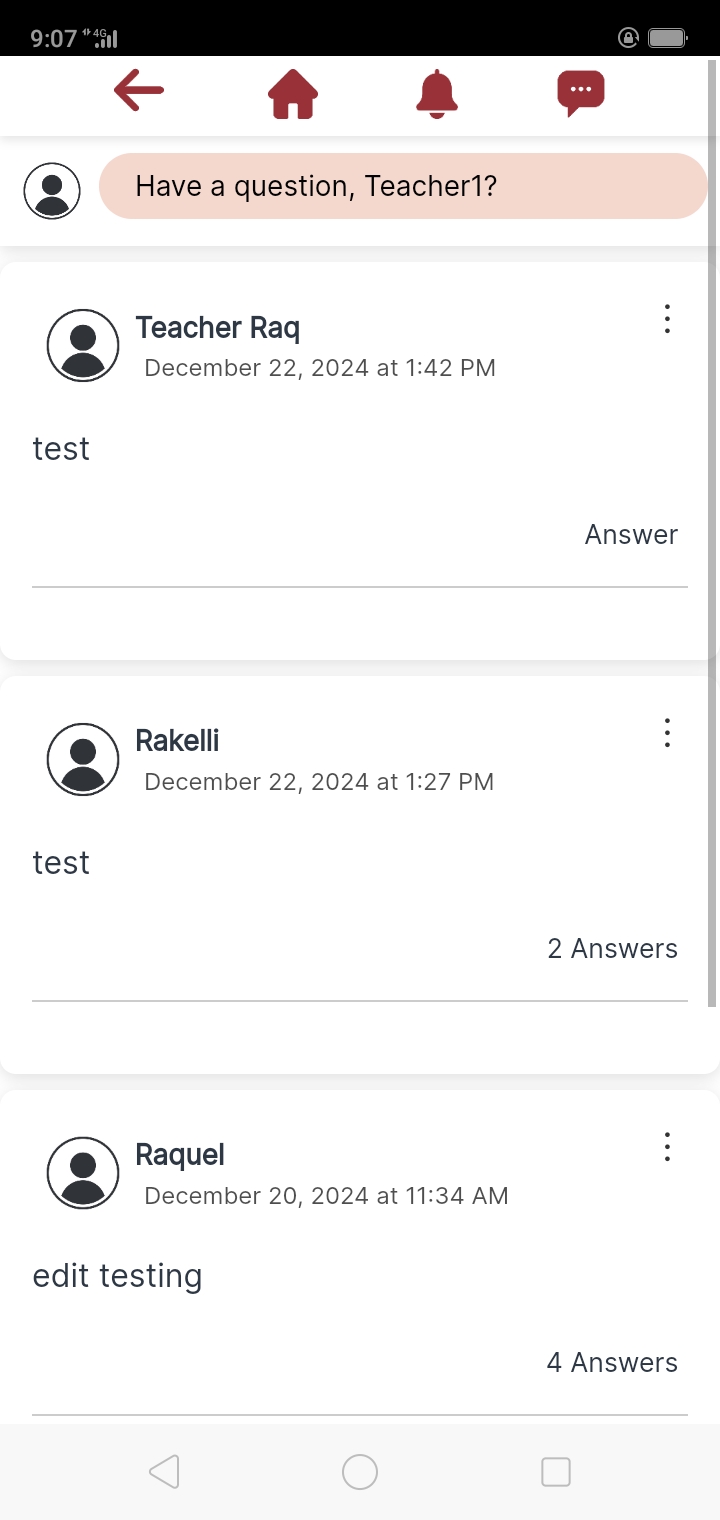 9:07 4G
Have a question, Teacher1?
Teacher Raq
December 22, 2024 at 1:42 PM
test
Answer
Rakelli
December 22, 2024 at 1:27 PM
test
2 Answers
Raquel
December 20, 2024 at 11:34 AM
edit testing
4 Answers